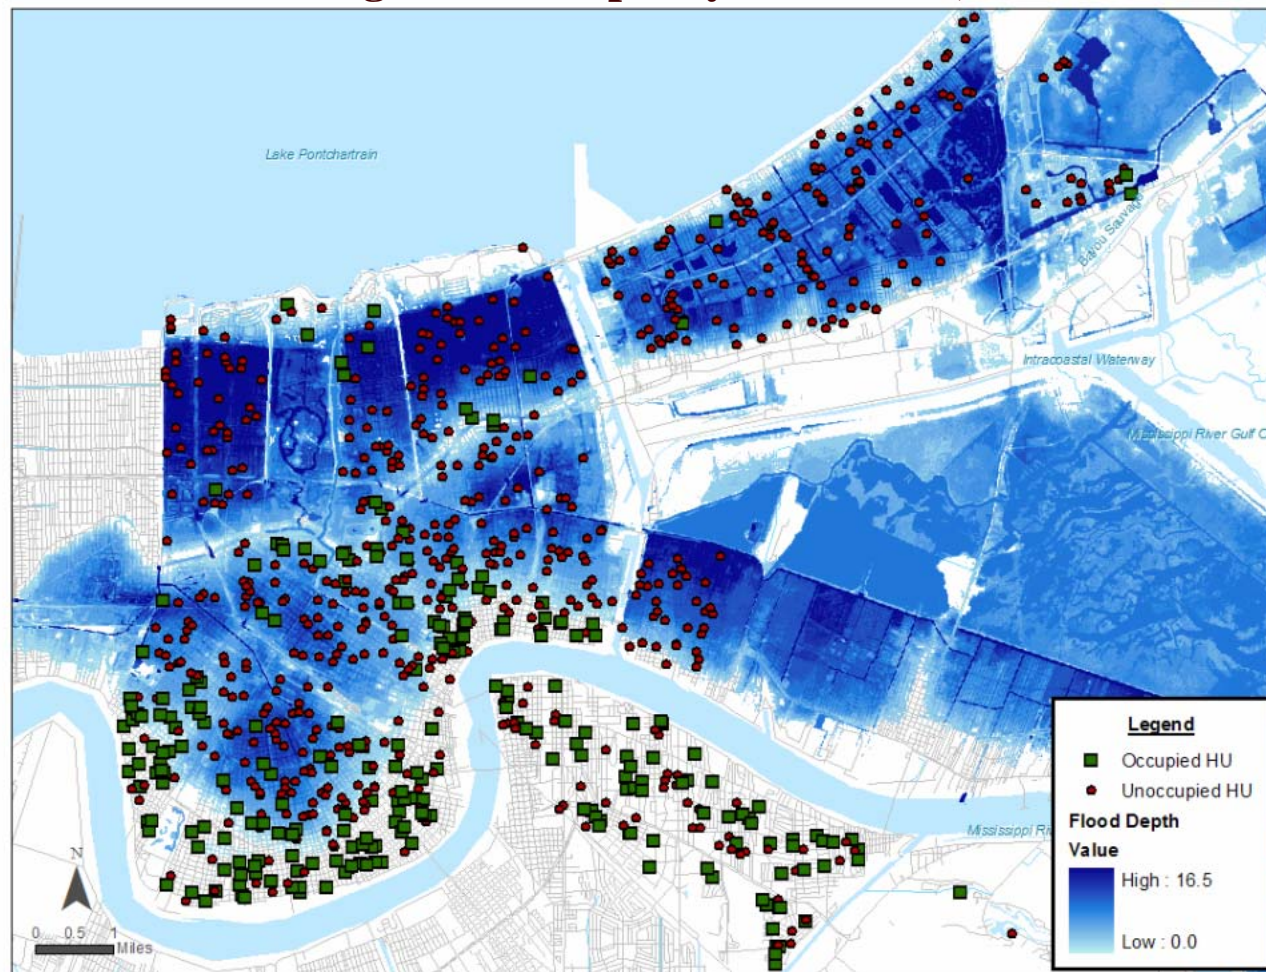 Lake Pontchartrain
Bayou Sauvage
Intracoastal Waterway
Mississippi River Gulf O
Mississippi Riv
N
0 0.5 1
Miles
Legend
Occupied HU
Unoccupied HU
Flood Depth
Value
High : 16.5
Low : 0.0